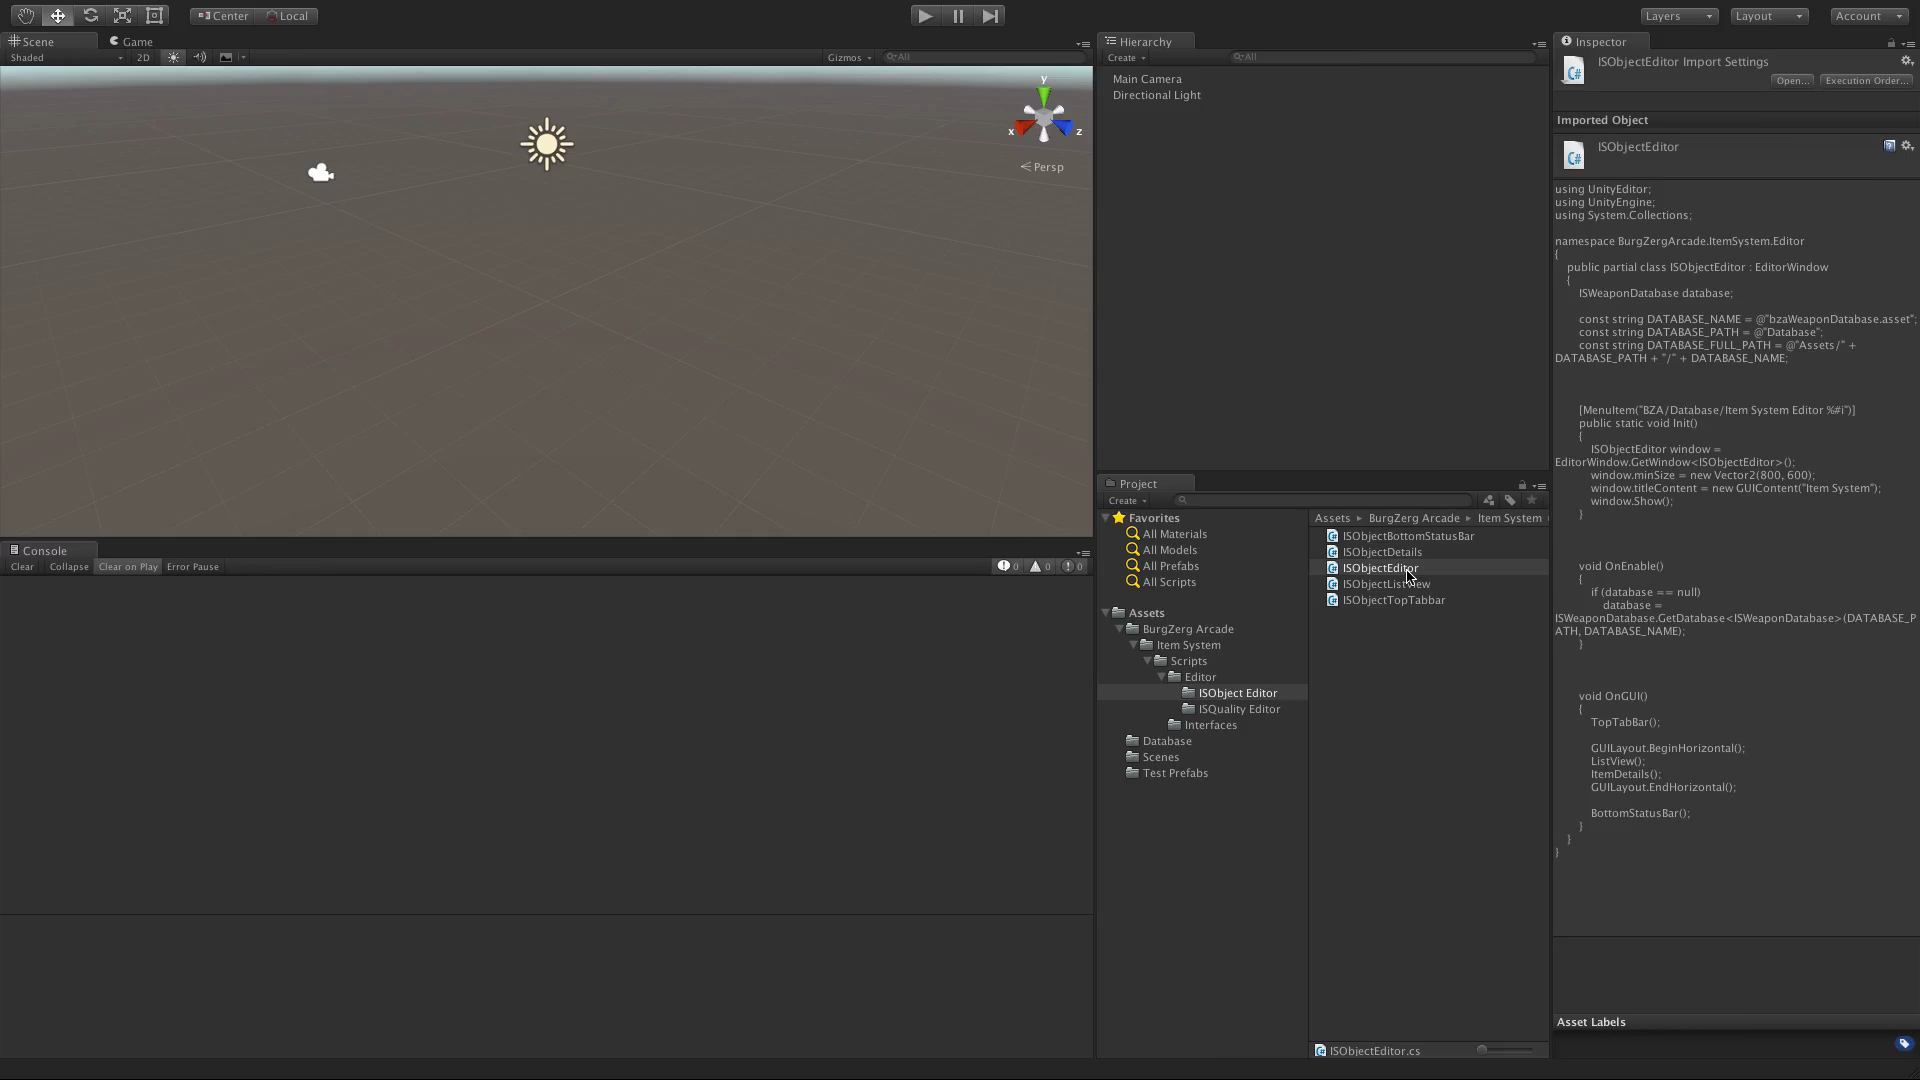 Center
Local
Layers
Layout
Account
Scene
Game
Shaded
2D
Gizmos
All
y
x
z
Persp
Console
Clear
Collapse
Clear on Play
Error Pause
0
0
0
Hierarchy
Create
All
Main Camera
Directional Light
Project
Create
Favorites
All Materials
All Models
All Prefabs
All Scripts
Assets
BurgZerg Arcade
Item System
Scripts
Editor
ISObject Editor
ISQuality Editor
Interfaces
Database
Scenes
Test Prefabs
Assets
BurgZerg Arcade
Item System
ISObjectBottomStatusBar
ISObjectDetails
ISObjectEditor
ISObjectListView
ISObjectTopTabbar
ISObjectEditor.cs
Inspector
ISObjectEditor Import Settings
Open...
Execution Order...
Imported Object
ISObjectEditor
using UnityEditor;
using UnityEngine;
using System.Collections;
namespace BurgZergArcade.ItemSystem.Editor
{
public partial class ISObjectEditor : EditorWindow
{
ISWeaponDatabase database;
const string DATABASE_NAME = @"bzaWeaponDatabase.asset";
const string DATABASE_PATH = @"Database";
const string DATABASE_FULL_PATH = @"Assets/" +
DATABASE_PATH + "/" + DATABASE_NAME;
[MenuItem("BZA/Database/Item System Editor %#i")]
public static void Init()
{
ISObjectEditor window =
EditorWindow.GetWindow<ISObjectEditor>();
window.minSize = new Vector2(800, 600);
window.titleContent = new GUIContent("Item System");
window.Show();
}
void OnEnable()
{
if (database == null)
database =
ISWeaponDatabase.GetDatabase<ISWeaponDatabase>(DATABASE_P
ATH, DATABASE_NAME);
}
void OnGUI()
{
TopTabBar();
GUILayout.BeginHorizontal();
ListView();
ItemDetails();
GUILayout.EndHorizontal();
BottomStatusBar();
}
}
}
Asset Labels